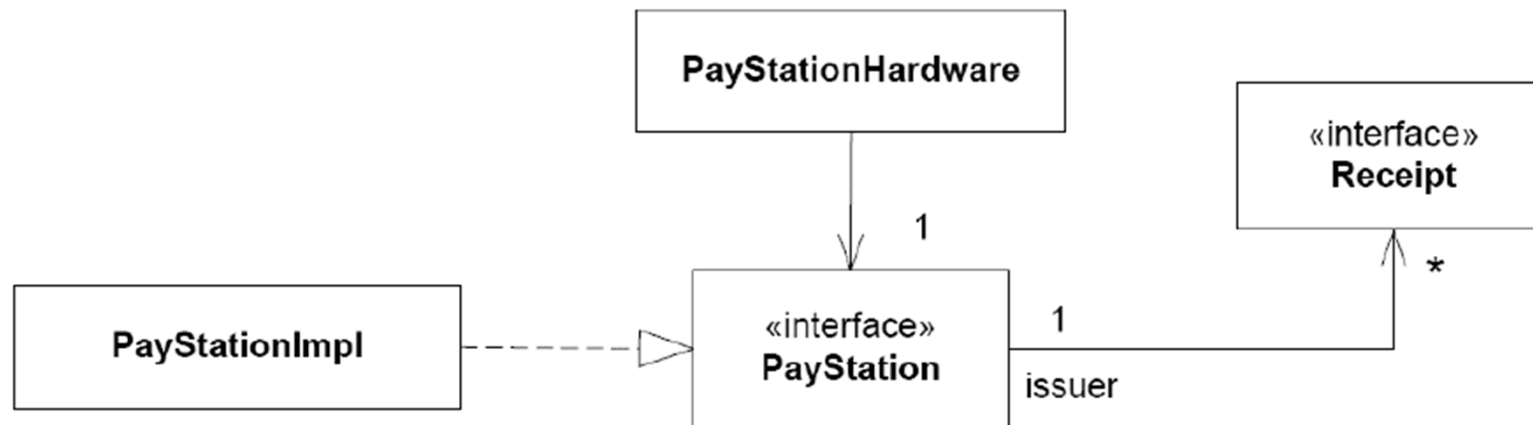 PayStationHardware
«interface»
Receipt
1
*
PayStationImpl
«interface»
PayStation
1
issuer